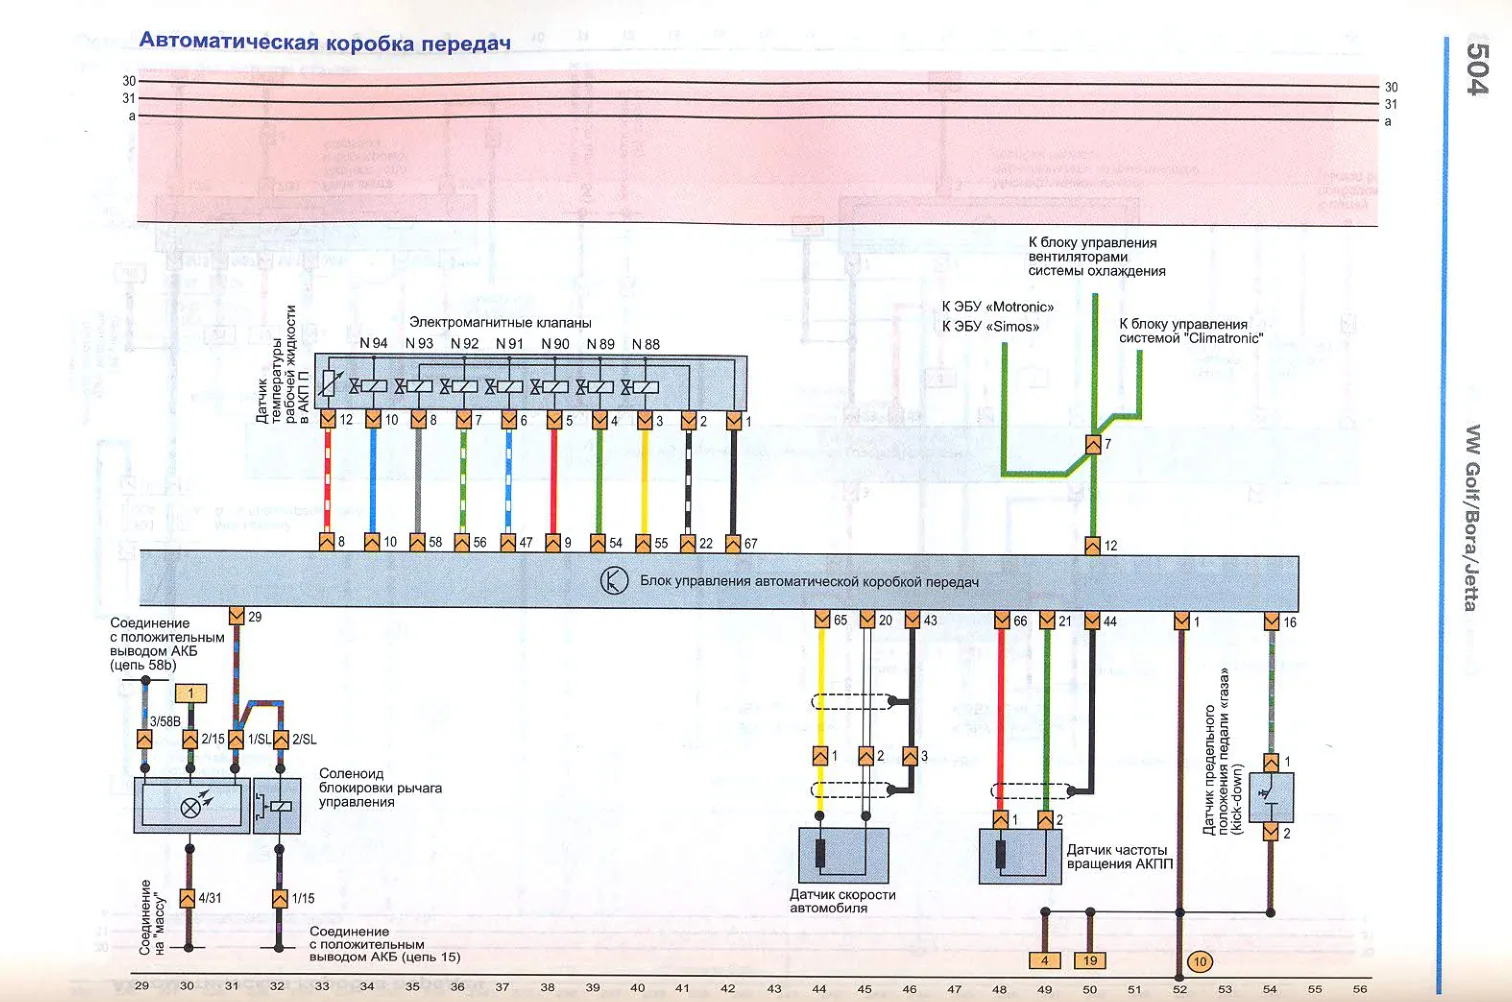 Автоматическая коробка передач
504
VW Golf/Bora/Jetta
30
31
a
30
31
a
К блоку управления
вентиляторами
системы охлаждения
К ЭБУ «Motronic»
К ЭБУ «Simos»
К блоку управления
системой "Climatronic"
Электромагнитные клапаны
Датчик
температуры
рабочей жидкости
в АКП П
N 94 N 93 N 92 N 91 N 90 N 89 N 88
12 10 8 7 6 5 4 3 2 1
7
8 10 58 56 47 9 54 55 22 67
12
Блок управления автоматической коробкой передач
29
65 20 43 66 21 44 1 16
Соединение
с положительным
выводом АКБ
(цепь 58b)
1
3/58B
2/15 1/SL 2/SL
1 2 3
1
Датчик предельного
положения педали «газа»
(kick-down)
Соленоид
блокировки рычага
управления
1 2
2
Датчик частоты
вращения АКПП
Датчик скорости
автомобиля
4/31
1/15
Соединение
на "массу"
Соединение
с положительным
выводом АКБ (цепь 15)
4 19 10
29 30 31 32 33 34 35 36 37 38 39 40 41 42 43 44 45 46 47 48 49 50 51 52 53 54 55 56